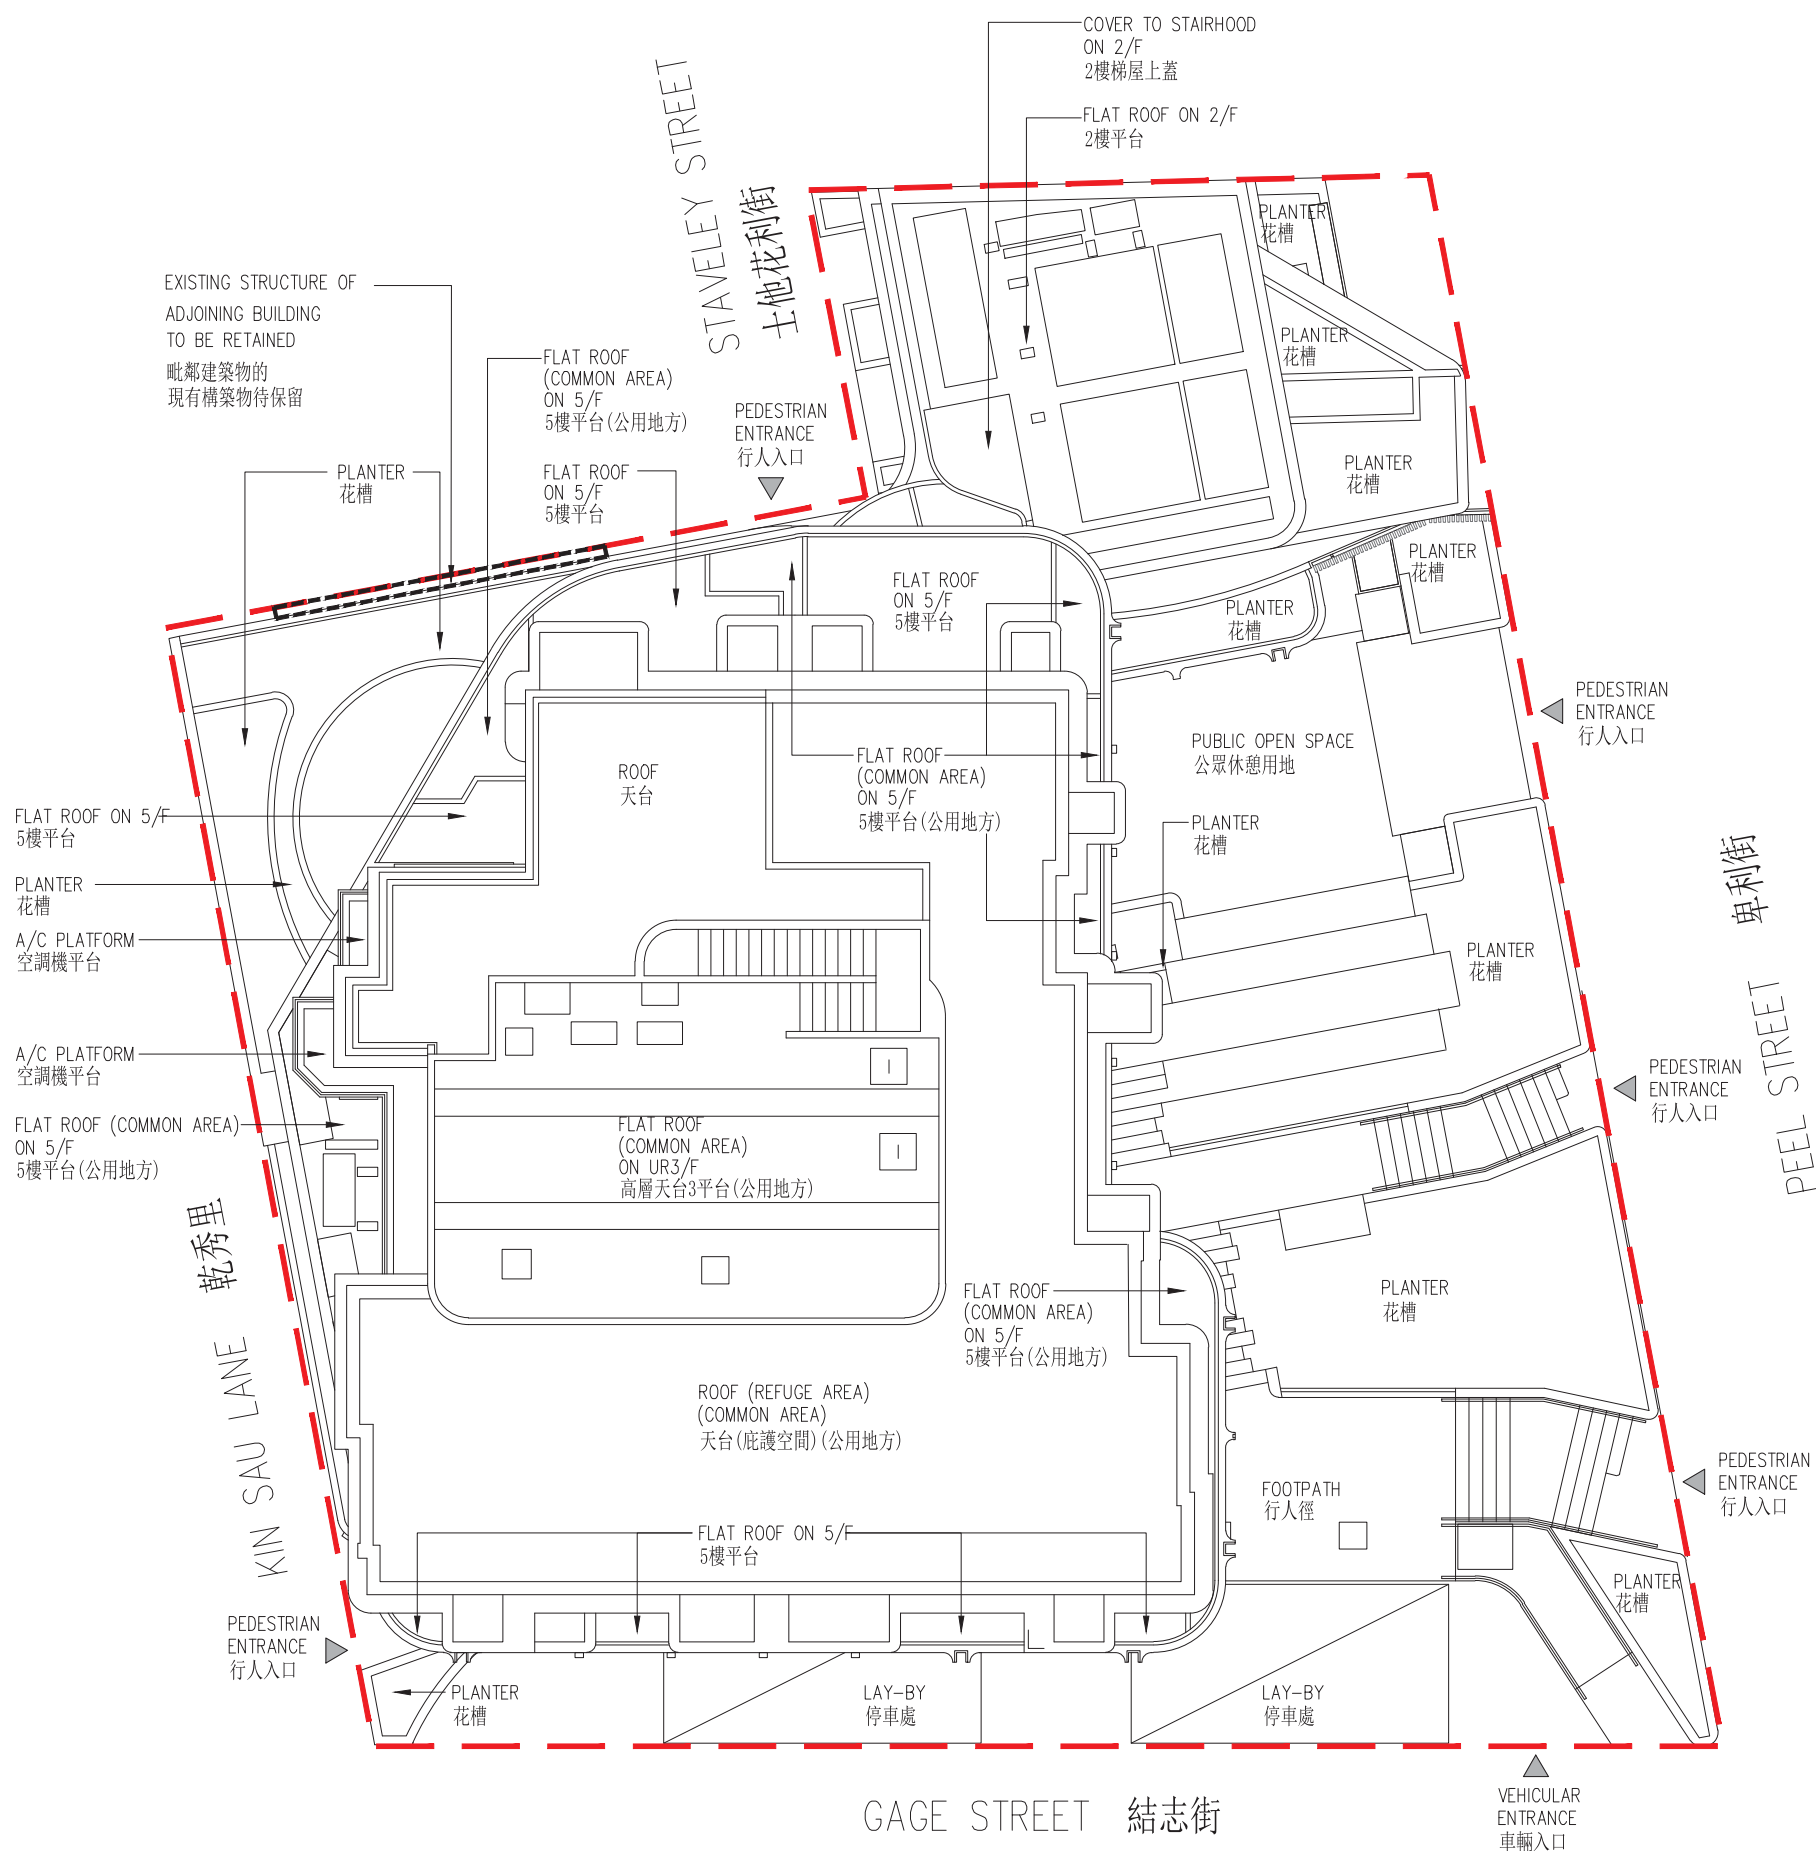 COVER TO STAIRHOOD
ON 2/F
2樓梯屋上蓋
FLAT ROOF ON 2/F
2樓平台
STAVELEY STREET
士他花利街
PLANTER
花槽
EXISTING STRUCTURE OF
ADJOINING BUILDING
TO BE RETAINED
毗鄰建築物的
現有構築物待保留
FLAT ROOF
(COMMON AREA)
ON 5/F
5樓平台(公用地方)
PLANTER
花槽
PEDESTRIAN
ENTRANCE
行人入口
PLANTER
花槽
FLAT ROOF
ON 5/F
5樓平台
PLANTER
花槽
PLANTER
花槽
FLAT ROOF
ON 5/F
5樓平台
PLANTER
花槽
PEDESTRIAN
ENTRANCE
行人入口
PUBLIC OPEN SPACE
公眾休憩用地
ROOF
天台
FLAT ROOF
(COMMON AREA)
ON 5/F
5樓平台(公用地方)
FLAT ROOF ON 5/F
5樓平台
PLANTER
花槽
PLANTER
花槽
卑利街
PEEL STREET
A/C PLATFORM
空調機平台
PLANTER
花槽
A/C PLATFORM
空調機平台
PEDESTRIAN
ENTRANCE
行人入口
FLAT ROOF (COMMON AREA)
ON 5/F
5樓平台(公用地方)
FLAT ROOF
(COMMON AREA)
ON UR3/F
高層天台3平台(公用地方)
乾秀里
KIN SAU LANE
FLAT ROOF
(COMMON AREA)
ON 5/F
5樓平台(公用地方)
PLANTER
花槽
ROOF (REFUGE AREA)
(COMMON AREA)
天台(庇護空間)(公用地方)
PEDESTRIAN
ENTRANCE
行人入口
FOOTPATH
行人徑
FLAT ROOF ON 5/F
5樓平台
PLANTER
花槽
PEDESTRIAN
ENTRANCE
行人入口
PLANTER
花槽
LAY-BY
停車處
LAY-BY
停車處
VEHICULAR
ENTRANCE
車輛入口
GAGE STREET 結志街